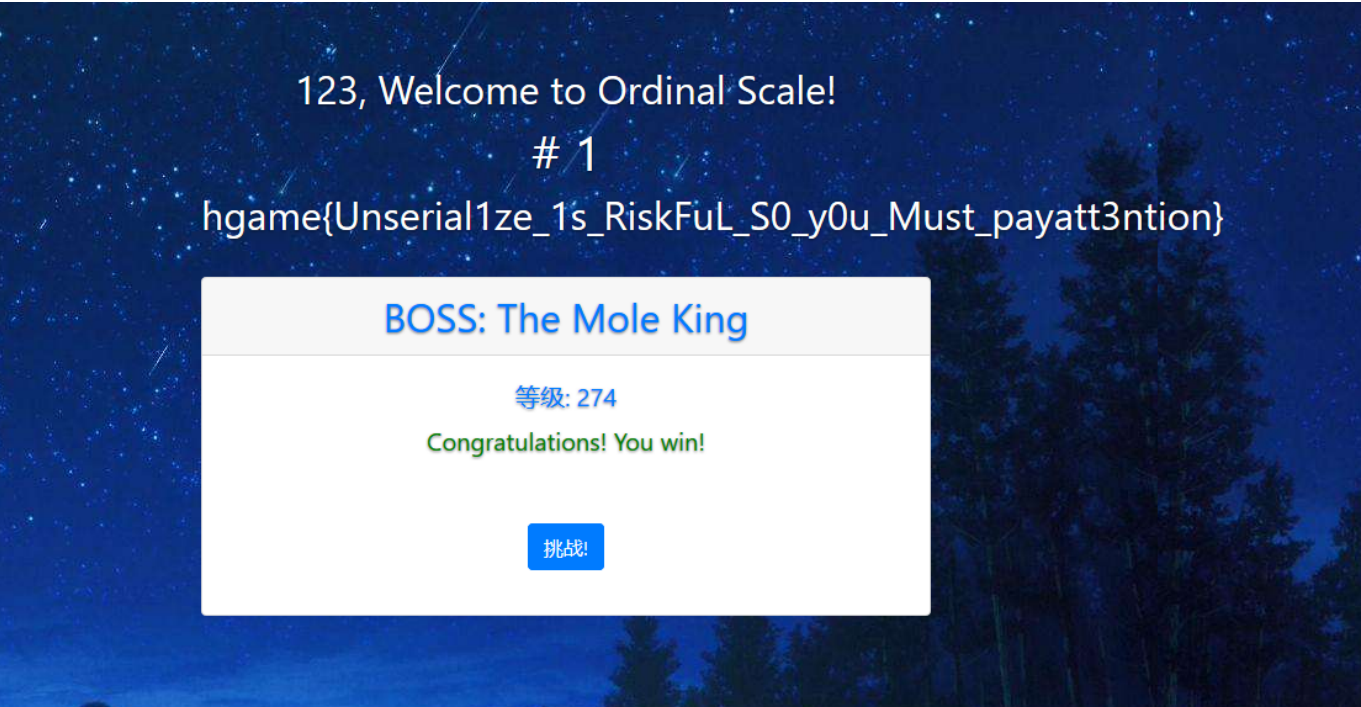 123, Welcome to Ordinal Scale!
# 1
hgame{Unserial1ze_1s_RiskFuL_S0_y0u_Must_payatt3ntion}
BOSS: The Mole King
等级: 274
Congratulations! You win!
挑战!